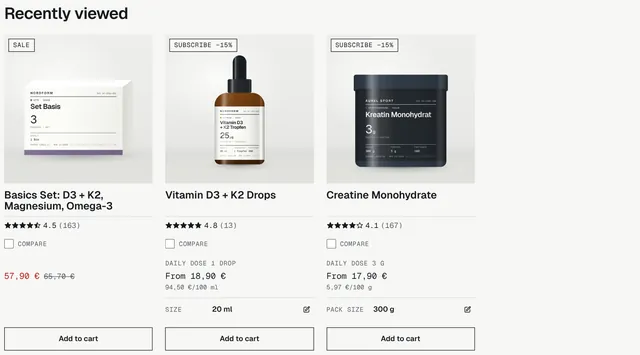 Recently viewed
SALE
Set Basis
3
Basics Set: D3 + K2,
Magnesium, Omega-3
4.5 (163)
COMPARE
57,90 € 65,70 €
Add to cart
SUBSCRIBE −15%
Vitamin D3
+ K2 Tropfen
25
Vitamin D3 + K2 Drops
4.8 (13)
COMPARE
DAILY DOSE 1 DROP
From 18,90 €
94,50 €/100 ml
SIZE 20 ml
Add to cart
SUBSCRIBE −15%
Kreatin Monohydrat
3
Creatine Monohydrate
4.1 (167)
COMPARE
DAILY DOSE 3 G
From 17,90 €
5,97 €/100 g
PACK SIZE 300 g
Add to cart